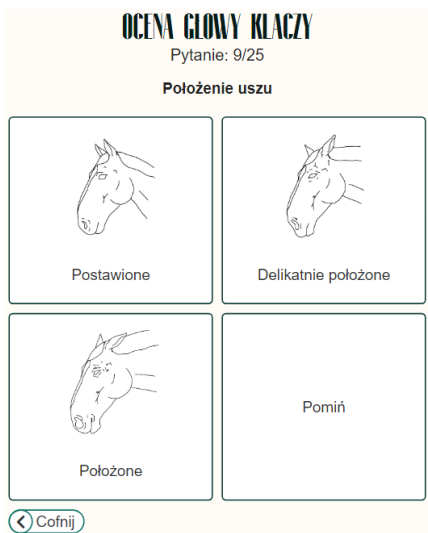 OCENA GŁOWY KLACZY
Pytanie: 9/25
Położenie uszu
Postawione
Delikatnie położone
Położone
Pomiń
Cofnij